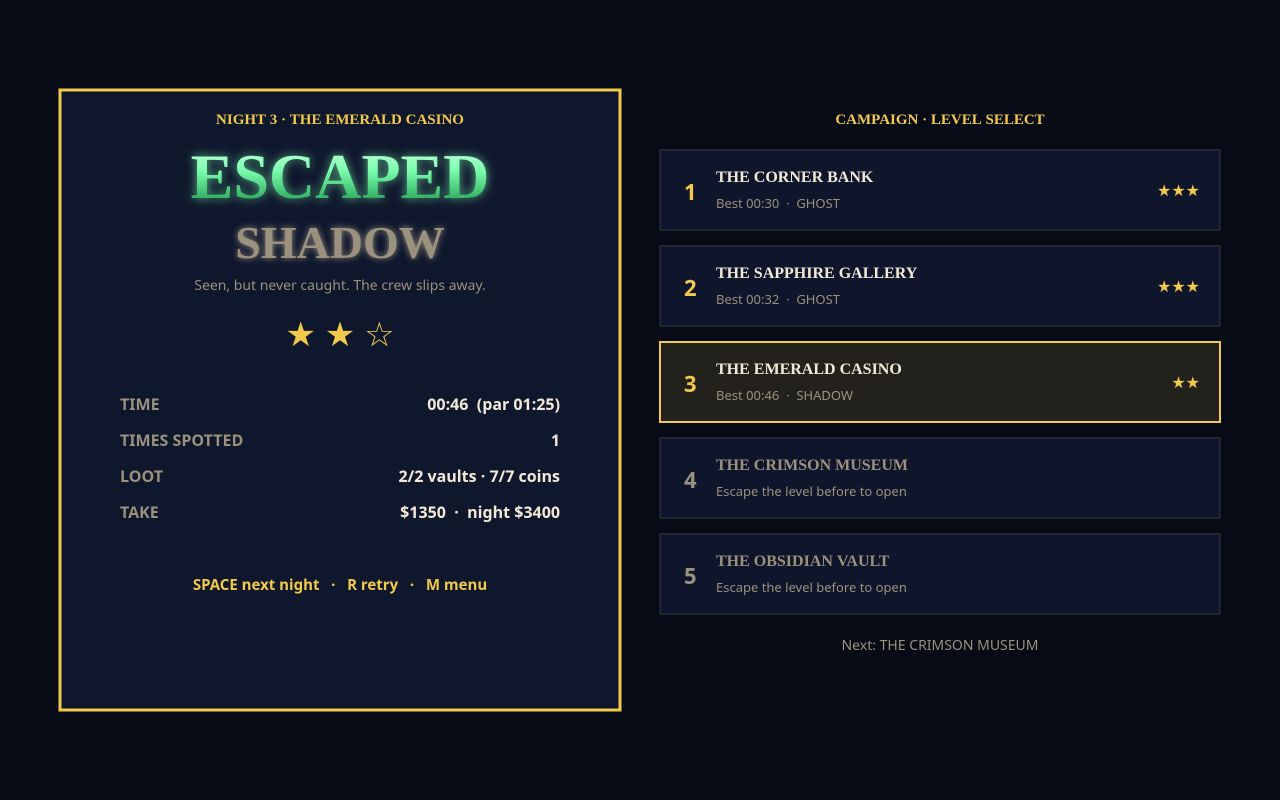 NIGHT 3 · THE EMERALD CASINO
ESCAPED
SHADOW
Seen, but never caught. The crew slips away.
★ ★ ☆
TIME 00:46 (par 01:25)
TIMES SPOTTED 1
LOOT 2/2 vaults · 7/7 coins
TAKE $1350 · night $3400
SPACE next night · R retry · M menu
CAMPAIGN · LEVEL SELECT
1 THE CORNER BANK ★★★
Best 00:30 · GHOST
2 THE SAPPHIRE GALLERY ★★★
Best 00:32 · GHOST
3 THE EMERALD CASINO ★★
Best 00:46 · SHADOW
4 THE CRIMSON MUSEUM
Escape the level before to open
5 THE OBSIDIAN VAULT
Escape the level before to open
Next: THE CRIMSON MUSEUM